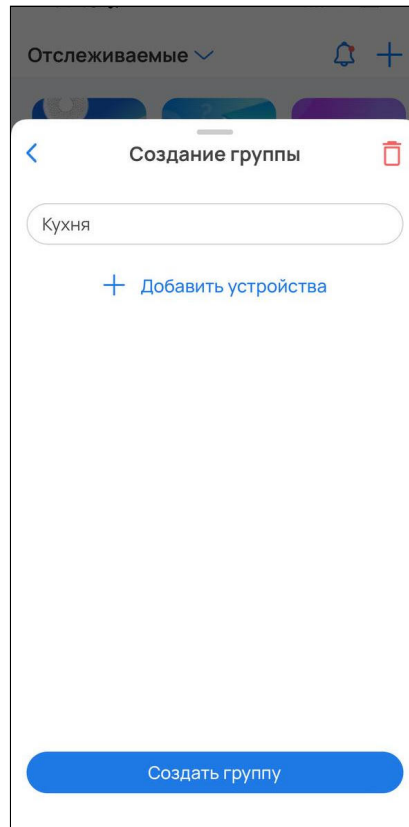 Отслеживаемые
Создание группы
Кухня
Добавить устройства
Создать группу